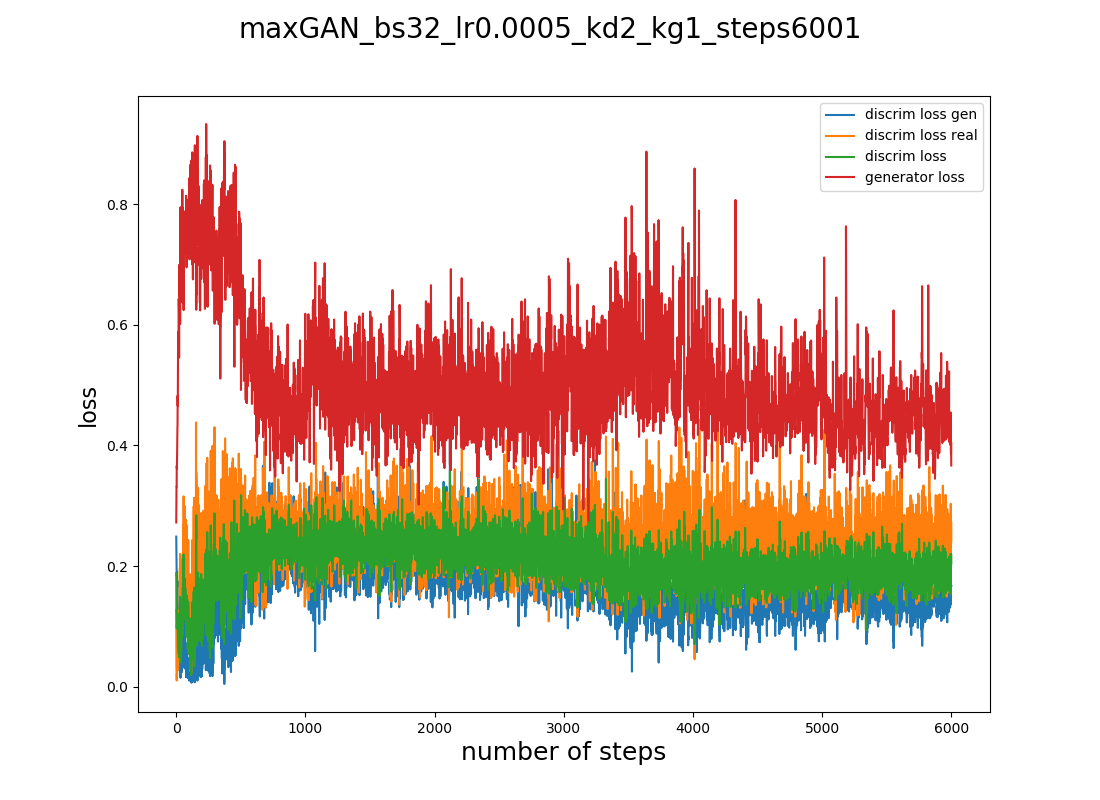 maxGAN_bs32_lr0.0005_kd2_kg1_steps6001
discrim loss gen
discrim loss real
discrim loss
generator loss
loss
0.8
0.6
0.4
0.2
0.0
0 1000 2000 3000 4000 5000 6000
number of steps